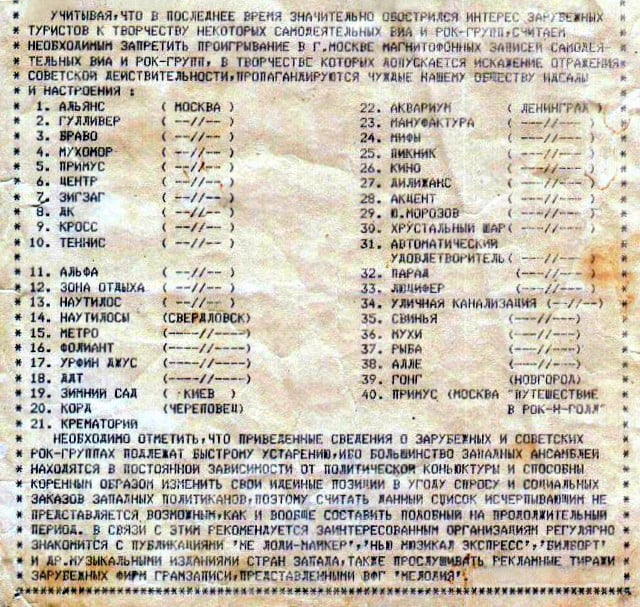 УЧИТЫВАЯ,ЧТО В ПОСЛЕДНЕЕ ВРЕМЯ ЗНАЧИТЕЛЬНО ОБОСТРИЛСЯ ИНТЕРЕС ЗАРУБЕЖНЫХ
ТУРИСТОВ К ТВОРЧЕСТВУ НЕКОТОРЫХ САМОДЕЯТЕЛЬНЫХ ВИА И РОК-ГРУПП,СЧИТАЕМ
НЕОБХОДИМЫМ ЗАПРЕТИТЬ ПРОИГРЫВАНИЕ В Г.МОСКВЕ МАГНИТОФОННЫХ ЗАПИСЕЙ САМОДЕЯ-
ТЕЛЬНЫХ ВИА И РОК-ГРУПП, В ТВОРЧЕСТВЕ КОТОРЫХ ДОПУСКАЕТСЯ ИСКАЖЕНИЕ ОТРАЖЕНИЯ
СОВЕТСКОЙ ДЕЙСТВИТЕЛЬНОСТИ,ПРОПАГАНДИРУЮТСЯ ЧУЖДЫЕ НАШЕМУ ОБЩЕСТВУ ИДЕАЛЫ
И НАСТРОЕНИЯ :
1. АЛЬЯНС ( МОСКВА )
2. ГУЛЛИВЕР ( --//-- )
3. БРАВО ( --//-- )
4. МУХОМОР ( --//-- )
5. ПРИМУС ( --//-- )
6. ЦЕНТР ( --//-- )
7. ЗИГЗАГ ( --//-- )
8. ДК ( --//-- )
9. КРОСС ( --//-- )
10. ТЕННИС ( --//-- )
11. АЛЬФА ( --//-- )
12. ЗОНА ОТДЫХА ( --//-- )
13. НАУТИЛОС ( --//-- )
14. НАУТИЛОСЫ (СВЕРДЛОВСК)
15. МЕТРО (----//----)
16. ФОЛИАНТ (----//----)
17. УРФИН ДЖУС (----//----)
18. ДДТ (----//----)
19. ЗИМНИЙ САД ( КИЕВ )
20. КОРД (ЧЕРЕПОВЕЦ)
21. КРЕМАТОРИЙ
22. АКВАРИУМ ( ЛЕНИНГРАД )
23. МАНУФАКТУРА ( ---//--- )
24. МИФЫ ( ---//--- )
25. ПИКНИК ( ---//--- )
26. КИНО ( ---//--- )
27. ДИЛИЖАНС ( ---//--- )
28. АКЦЕНТ ( ---//--- )
29. Ю.МОРОЗОВ ( ---//--- )
30. ХРУСТАЛЬНЫЙ ШАР( ---//--- )
31. АВТОМАТИЧЕСКИЙ
УДОВЛЕТВОРИТЕЛЬ( ---//--- )
32. ПАРАД (---//--- )
33. ЛЮЦИФЕР ( ---//--- )
34. УЛИЧНАЯ КАНАЛИЗАЦИЯ (--//--)
35. СВИНЬЯ (----//---)
36. МУХИ (---//----)
37. РЫБА (---//----)
38. АЛЛЕ (---//----)
39. ГОНГ (НОВГОРОД)
40. ПРИМУС (МОСКВА "ПУТЕШЕСТВИЕ
В РОК-Н-РОЛЛ"
НЕОБХОДИМО ОТМЕТИТЬ,ЧТО ПРИВЕДЕННЫЕ СВЕДЕНИЯ О ЗАРУБЕЖНЫХ И СОВЕТСКИХ
РОК-ГРУППАХ ПОДЛЕЖАТ БЫСТРОМУ УСТАРЕНИЮ,ИБО БОЛЬШИНСТВО ЗАПАДНЫХ АНСАМБЛЕЙ
НАХОДЯТСЯ В ПОСТОЯННОЙ ЗАВИСИМОСТИ ОТ ПОЛИТИЧЕСКОЙ КОНЬЮКТУРЫ И СПОСОБНЫ
КОРЕННЫМ ОБРАЗОМ ИЗМЕНИТЬ СВОИ ИДЕЙНЫЕ ПОЗИЦИИ В УГОДУ СПРОСУ И СОЦИАЛЬНЫХ
ЗАКАЗОВ ЗАПАДНЫХ ПОЛИТИКАНОВ,ПОЭТОМУ СЧИТАТЬ ДАННЫЙ СПИСОК ИСЧЕРПЫВАЮЩИМ НЕ
ПРЕДСТАВЛЯЕТСЯ ВОЗМОЖНЫМ,КАК И ВООБЩЕ СОСТАВИТЬ ПОДОБНЫЙ НА ПРОДОЛЖИТЕЛЬНЫЙ
ПЕРИОД. В СВЯЗИ С ЭТИМ РЕКОМЕНДУЕТСЯ ЗАИНТЕРЕСОВАННЫМ ОРГАНИЗАЦИЯМ РЕГУЛЯРНО
ЗНАКОМИТСЯ С ПУБЛИКАЦИЯМИ "МЕ ЛОДИ-МАЙКЕР","НЬЮ МЮЗИКАЛ ЭКСПРЕСС","БИЛБОРТ"
И ДР.МУЗЫКАЛЬНЫМИ ИЗДАНИЯМИ СТРАН ЗАПАДА,ТАКЖЕ ПРОСЛУШИВАТЬ РЕКЛАМНЫЕ ТИРАЖИ
ЗАРУБЕЖНЫХ ФИРМ ГРАМЗАПИСИ,ПРЕДСТАВЛЕННЫМИ ВФГ "МЕЛОДИЯ".